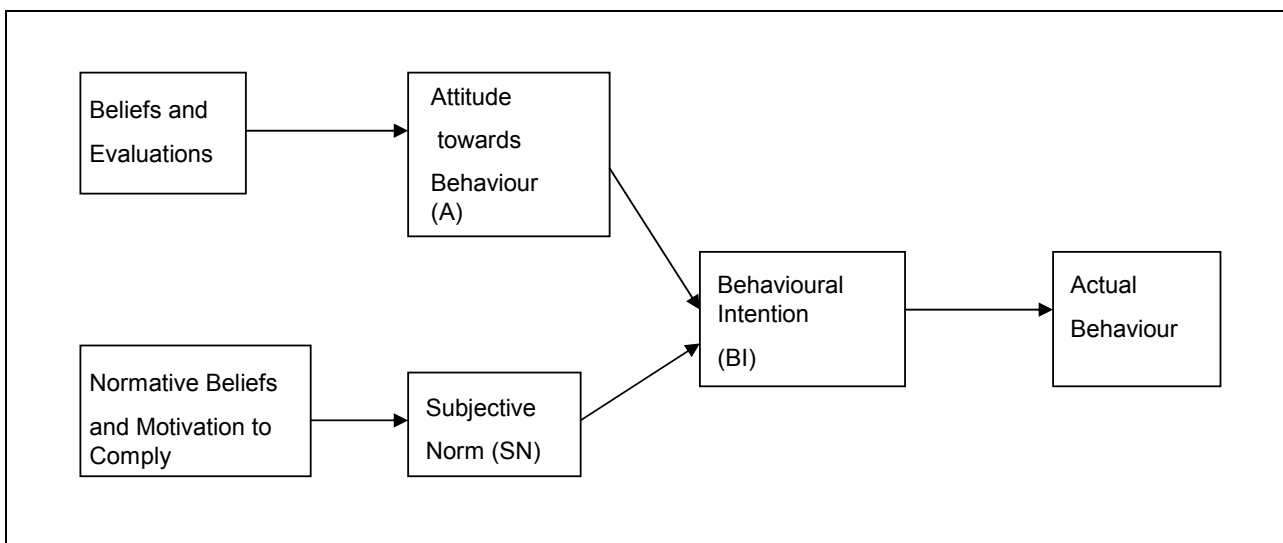 Beliefs and
Evaluations
Attitude
towards
Behaviour
(A)
Normative Beliefs
and Motivation to
Comply
Subjective
Norm (SN)
Behavioural
Intention
(BI)
Actual
Behaviour